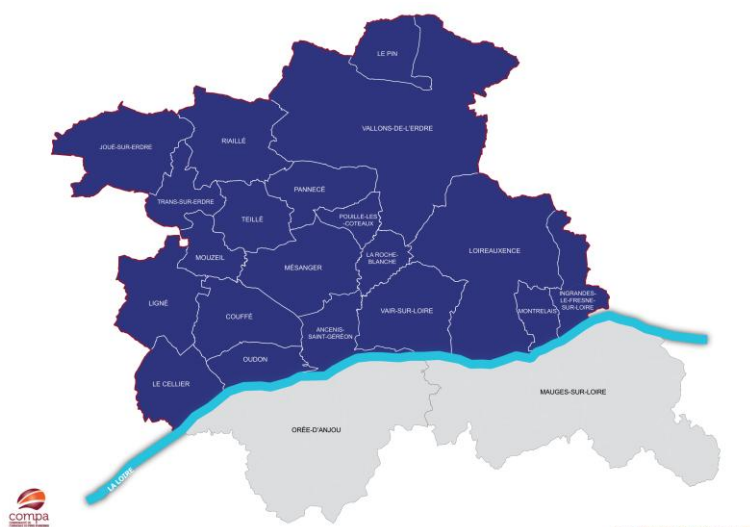 LE PIN
VALLONS-DE-L'ERDRE
RIAILLÉ
JOUÉ-SUR-ERDRE
PANNECÉ
TRANS-SUR-ERDRE
TEILLÉ
POUILLE-LES
-COTEAUX
LOIREAUXENCE
MOUZEIL
LA ROCHE-
BLANCHE
MÉSANGER
INGRANDES-
LE-FRESNE-
SUR-LOIRE
LIGNÉ
COUFFÉ
VAIR-SUR-LOIRE
MONTRELAIS
ANCENIS-
SAINT-GÉRÉON
OUDON
LE CELLIER
MAUGES-SUR-LOIRE
ORÉE-D'ANJOU
LA LOIRE
compa